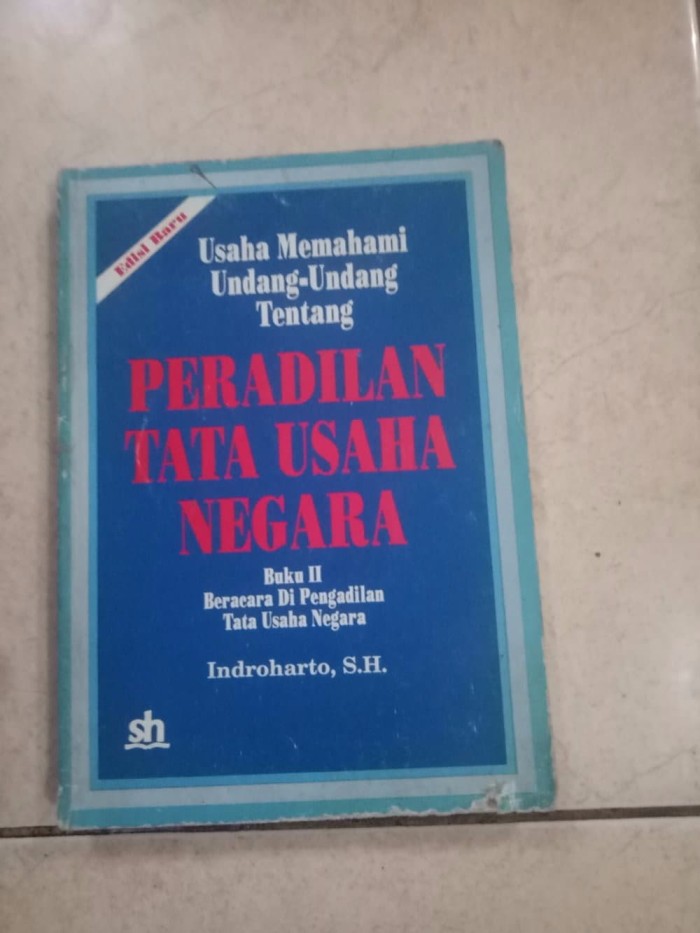 Edisi Baru
Usaha Memahami
Undang-Undang
Tentang
PERADILAN
TATA USAHA
NEGARA
Buku II
Beracara Di Pengadilan
Tata Usaha Negara
Indroharto, S.H.
sh